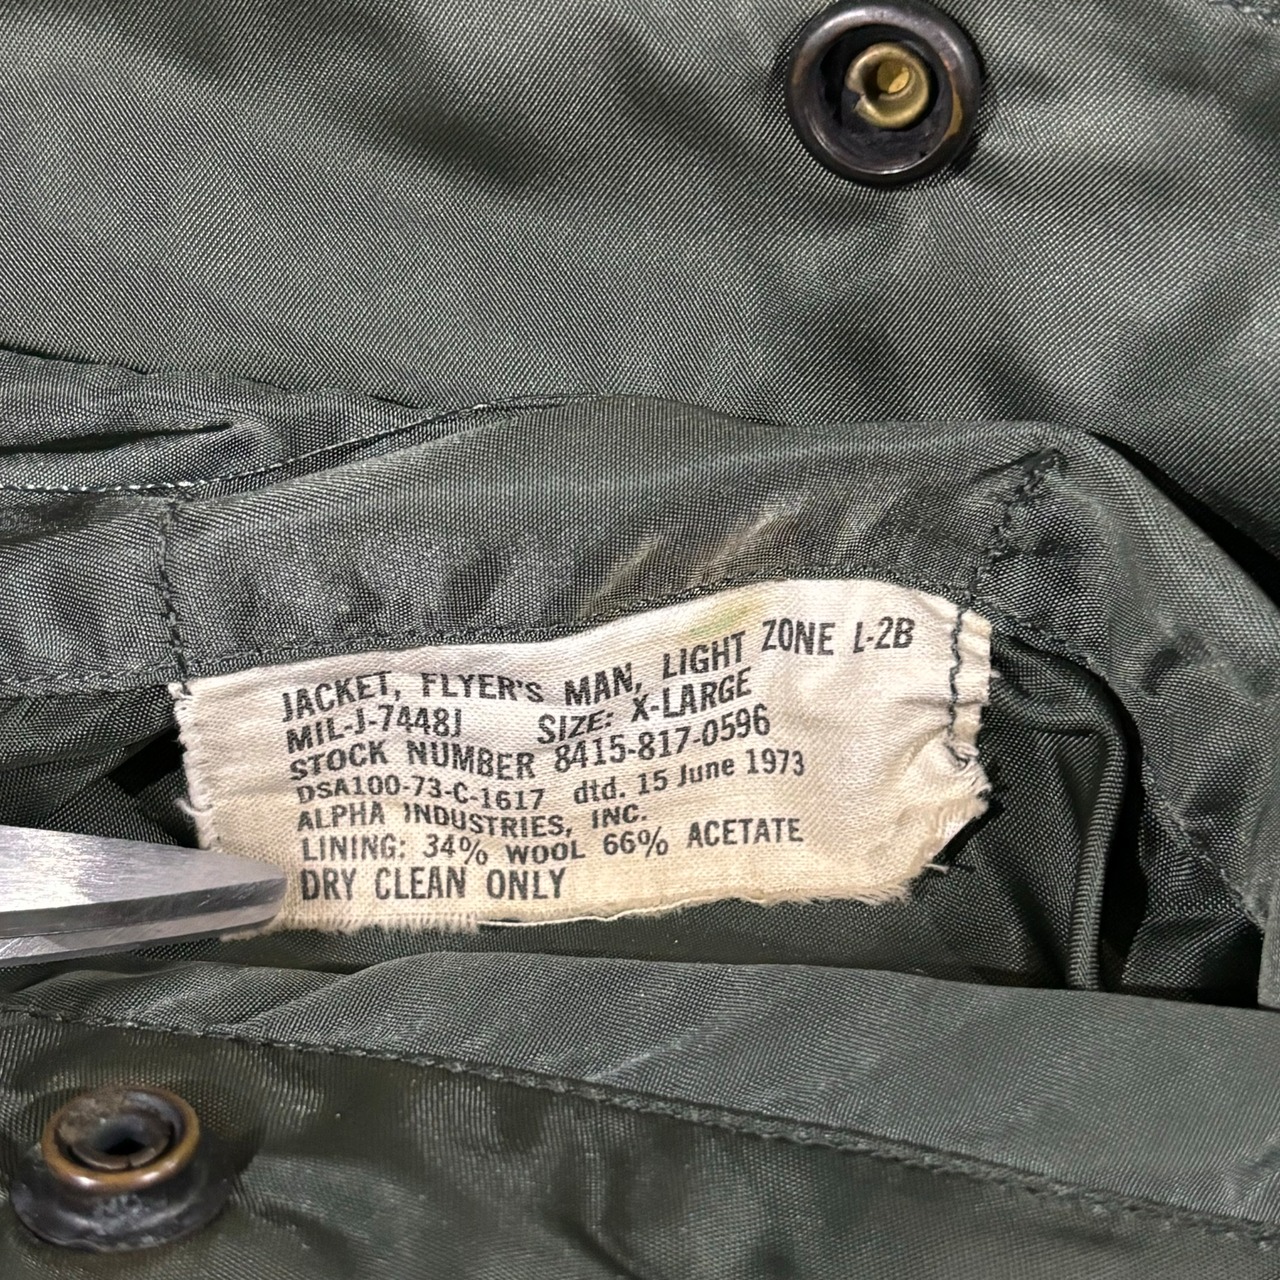 JACKET, FLYER'S MAN, LIGHT ZONE L-2B
MIL-J-7448J SIZE: X-LARGE
STOCK NUMBER 8415-817-0596
DSA100-73-C-1617 dtd. 15 June 1973
ALPHA INDUSTRIES, INC.
LINING: 34% WOOL 66% ACETATE
DRY CLEAN ONLY